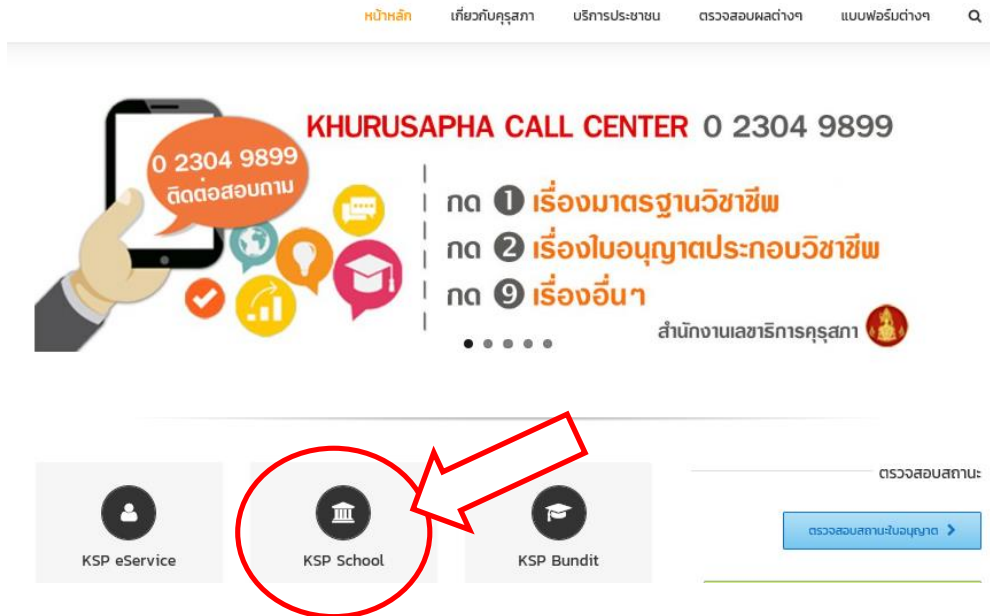 หน้าหลัก เกี่ยวกับคุรุสภา บริการประชาชน ตรวจสอบผลต่างๆ แบบฟอร์มต่างๆ
KHURUSAPHA CALL CENTER 0 2304 9899
0 2304 9899
ติดต่อสอบถาม
กด 1 เรื่องมาตรฐานวิชาชีพ
กด 2 เรื่องใบอนุญาตประกอบวิชาชีพ
กด 9 เรื่องอื่นๆ
สำนักงานเลขาธิการคุรุสภา
ตรวจสอบสถานะ
ตรวจสอบสถานะใบอนุญาต
KSP eService KSP School KSP Bundit